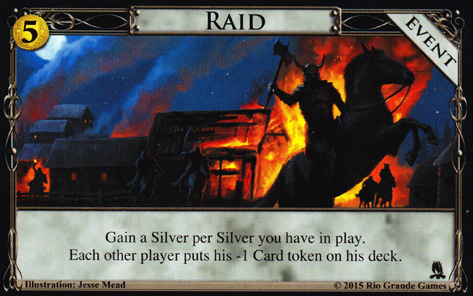 5
RAID
EVENT
Gain a Silver per Silver you have in play.
Each other player puts his -1 Card token on his deck.
Illustration: Jesse Mead
© 2015 Rio Grande Games